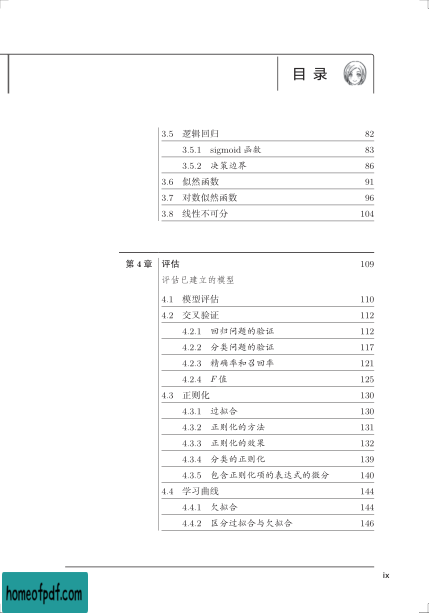 目 录
3.5 逻辑回归 82
3.5.1 sigmoid 函数 83
3.5.2 决策边界 86
3.6 似然函数 91
3.7 对数似然函数 96
3.8 线性不可分 104
第 4 章 评估 109
评估已建立的模型
4.1 模型评估 110
4.2 交叉验证 112
4.2.1 回归问题的验证 112
4.2.2 分类问题的验证 117
4.2.3 精确率和召回率 121
4.2.4 F 值 125
4.3 正则化 130
4.3.1 过拟合 130
4.3.2 正则化的方法 131
4.3.3 正则化的效果 132
4.3.4 分类的正则化 139
4.3.5 包含正则化项的表达式的微分 140
4.4 学习曲线 144
4.4.1 欠拟合 144
4.4.2 区分过拟合与欠拟合 146
ix
homeofpdf.com